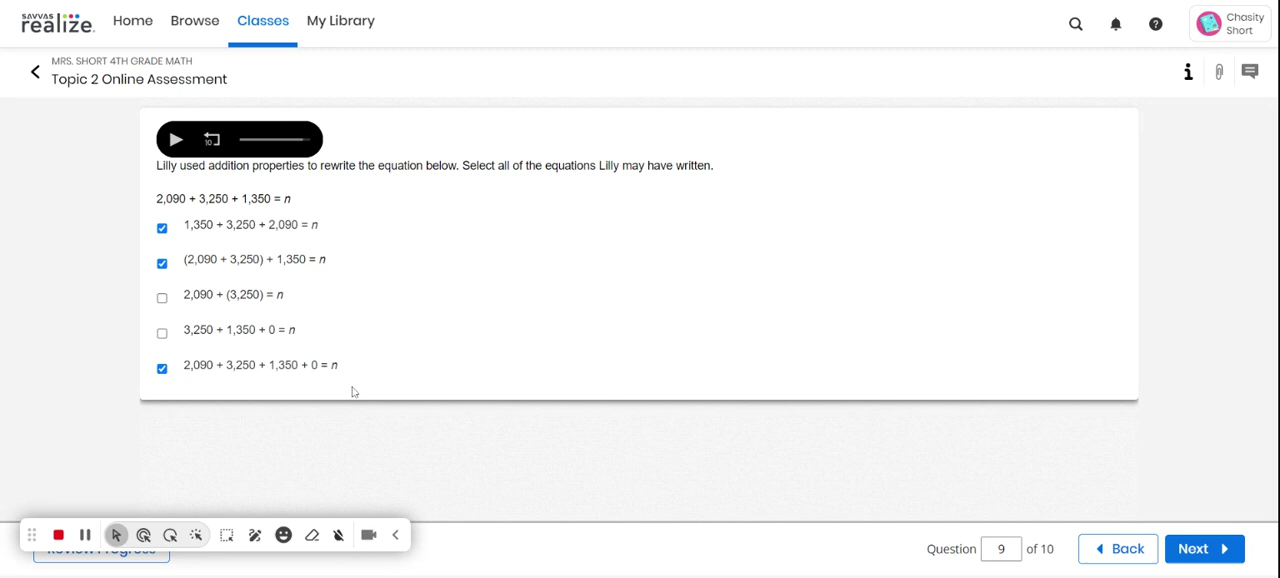 SAVVAS
realize.
Home Browse Classes My Library
Chasity
Short
MRS. SHORT 4TH GRADE MATH
Topic 2 Online Assessment
10
Lilly used addition properties to rewrite the equation below. Select all of the equations Lilly may have written.
2,090 + 3,250 + 1,350 = n
1,350 + 3,250 + 2,090 = n
(2,090 + 3,250) + 1,350 = n
2,090 + (3,250) = n
3,250 + 1,350 + 0 = n
2,090 + 3,250 + 1,350 + 0 = n
Review Progress
Question 9 of 10 Back Next